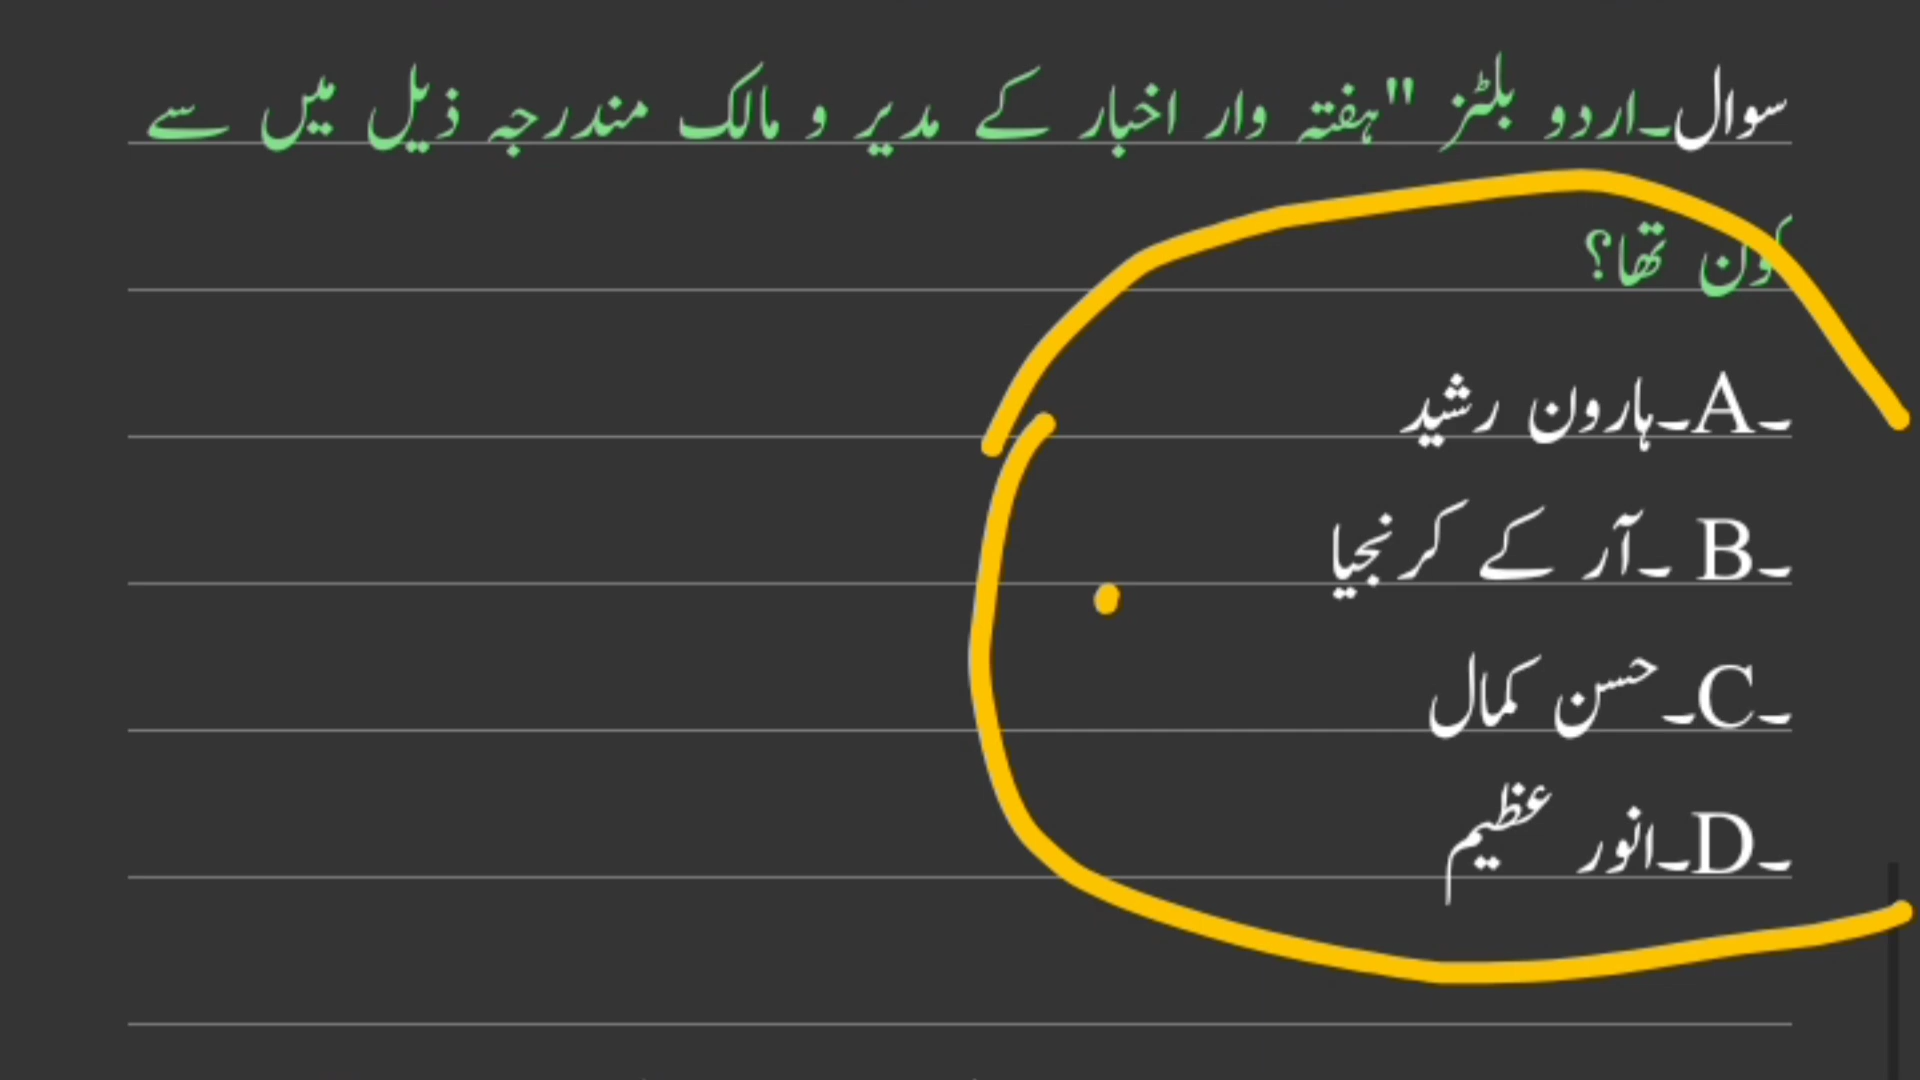 سوال۔اردو بلٹنز "ہفتہ وار اخبار کے مدیر و مالک مندرجہ ذیل میں سے
کون تھا؟
۔A۔ہارون رشید
۔B ۔آر کے کرنجیا
۔C۔حسن کمال
۔D۔انور عظیم